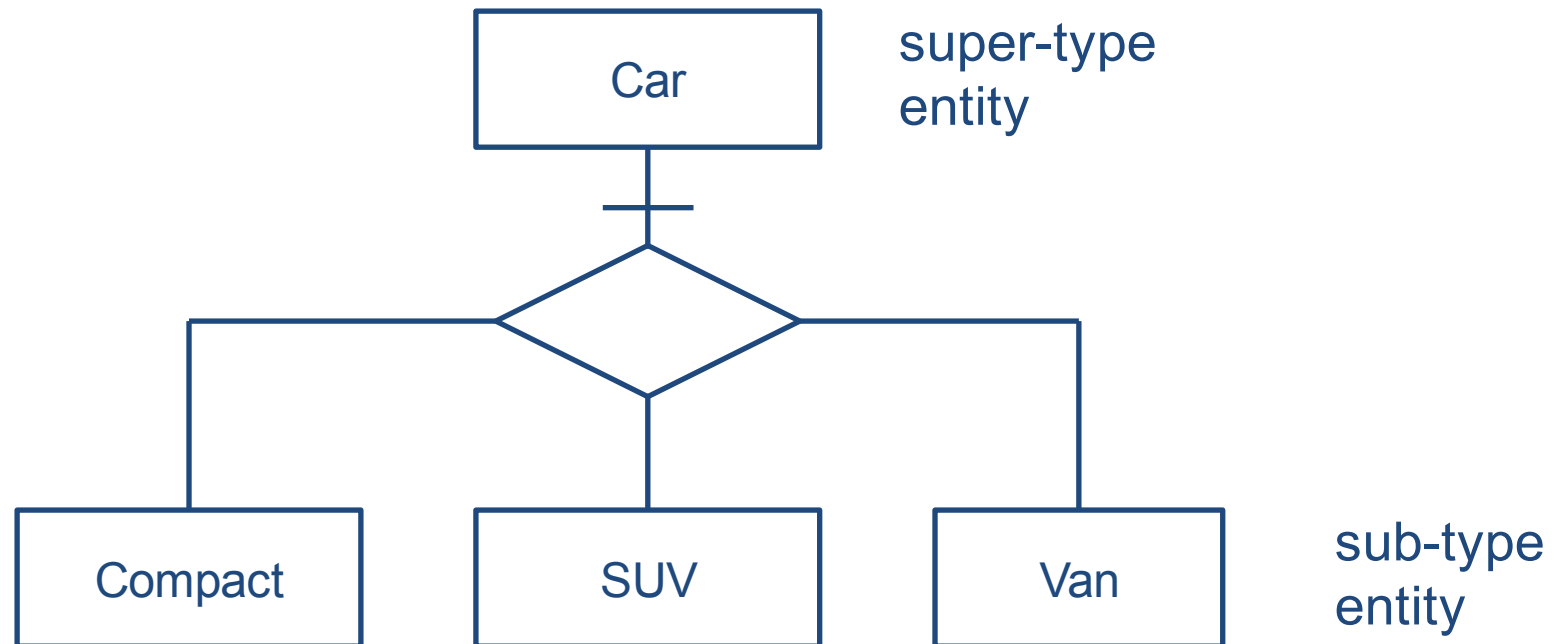 Car
super-type
entity
Compact
SUV
Van
sub-type
entity